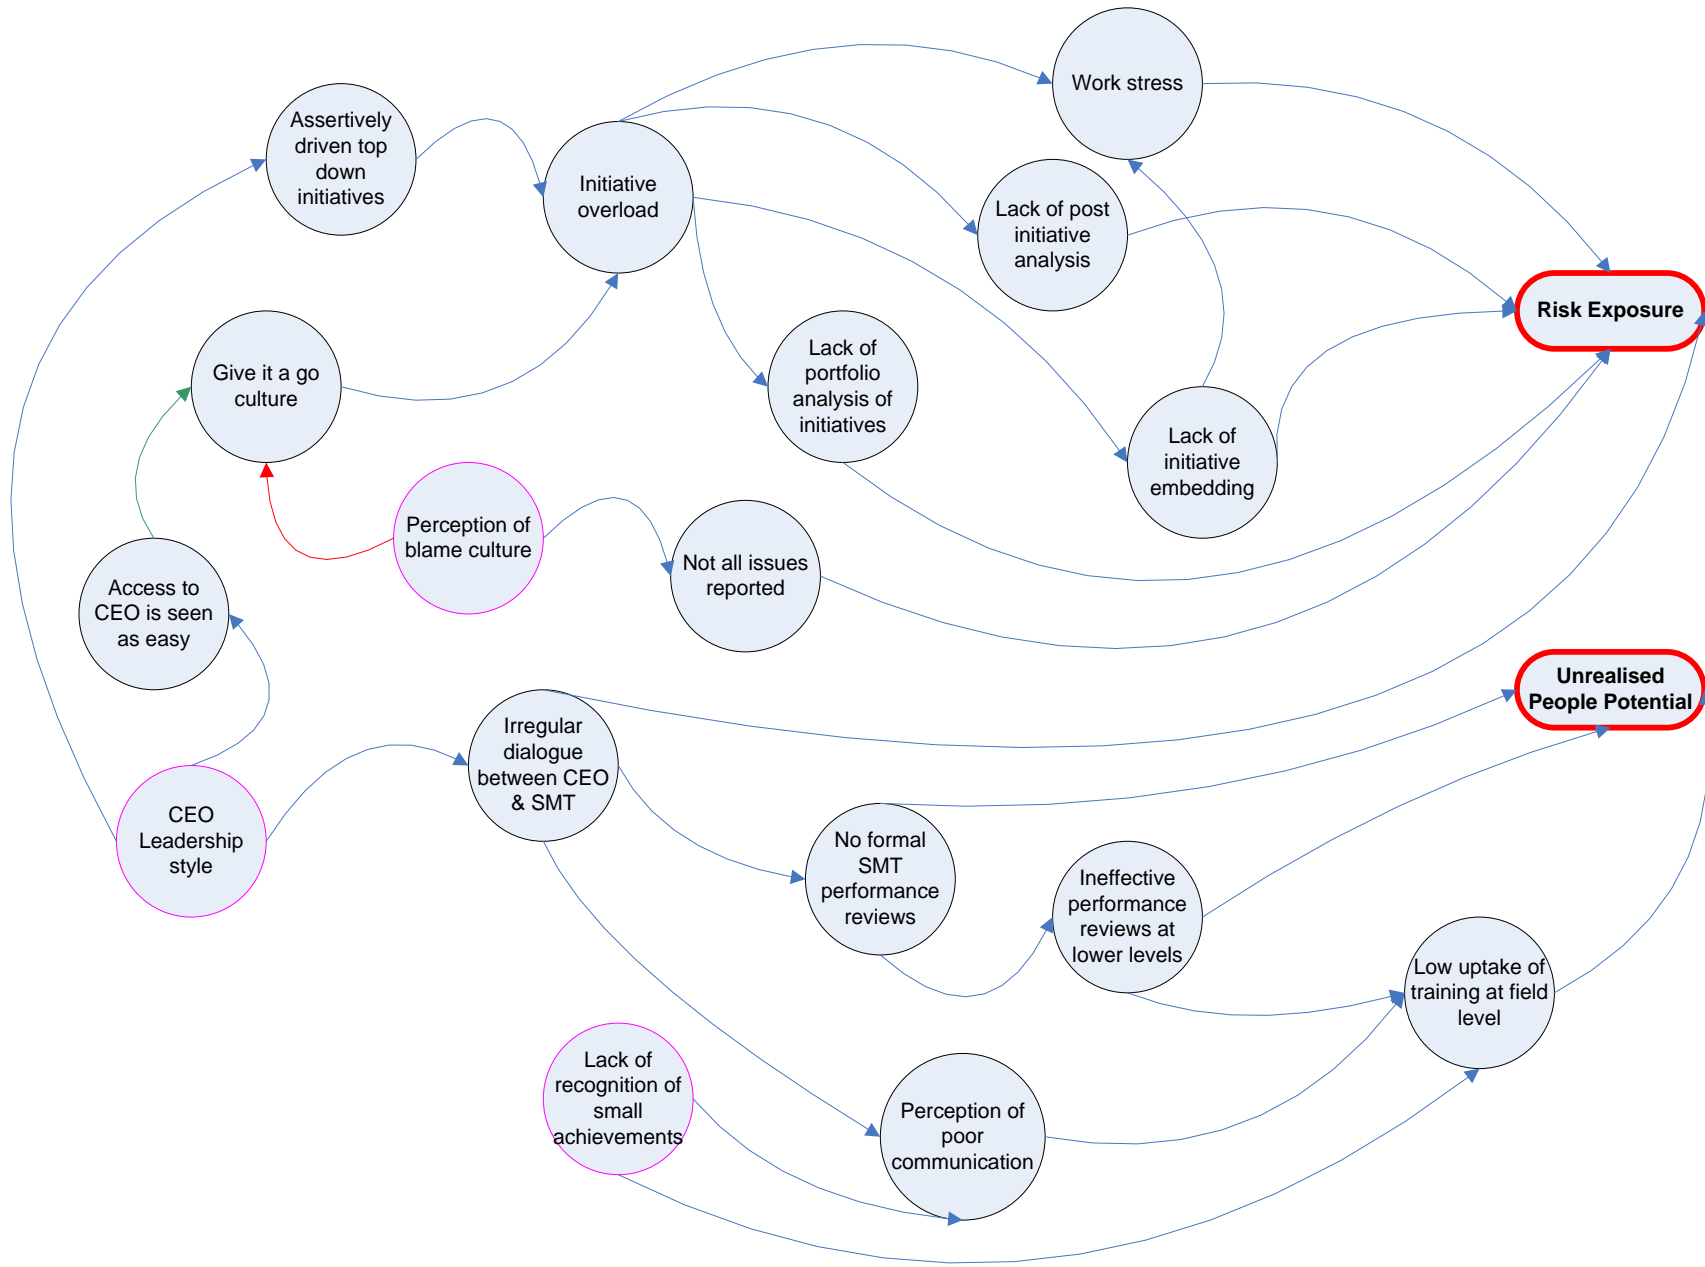 Work stress
Assertively
driven top
down
initiatives
Initiative
overload
Lack of post
initiative
analysis
Risk Exposure
Give it a go
culture
Lack of
portfolio
analysis of
initiatives
Lack of
initiative
embedding
Perception of
blame culture
Not all issues
reported
Access to
CEO is seen
as easy
Unrealised
People Potential
Irregular
dialogue
between CEO
& SMT
CEO
Leadership
style
No formal
SMT
performance
reviews
Ineffective
performance
reviews at
lower levels
Low uptake of
training at field
level
Lack of
recognition of
small
achievements
Perception of
poor
communication